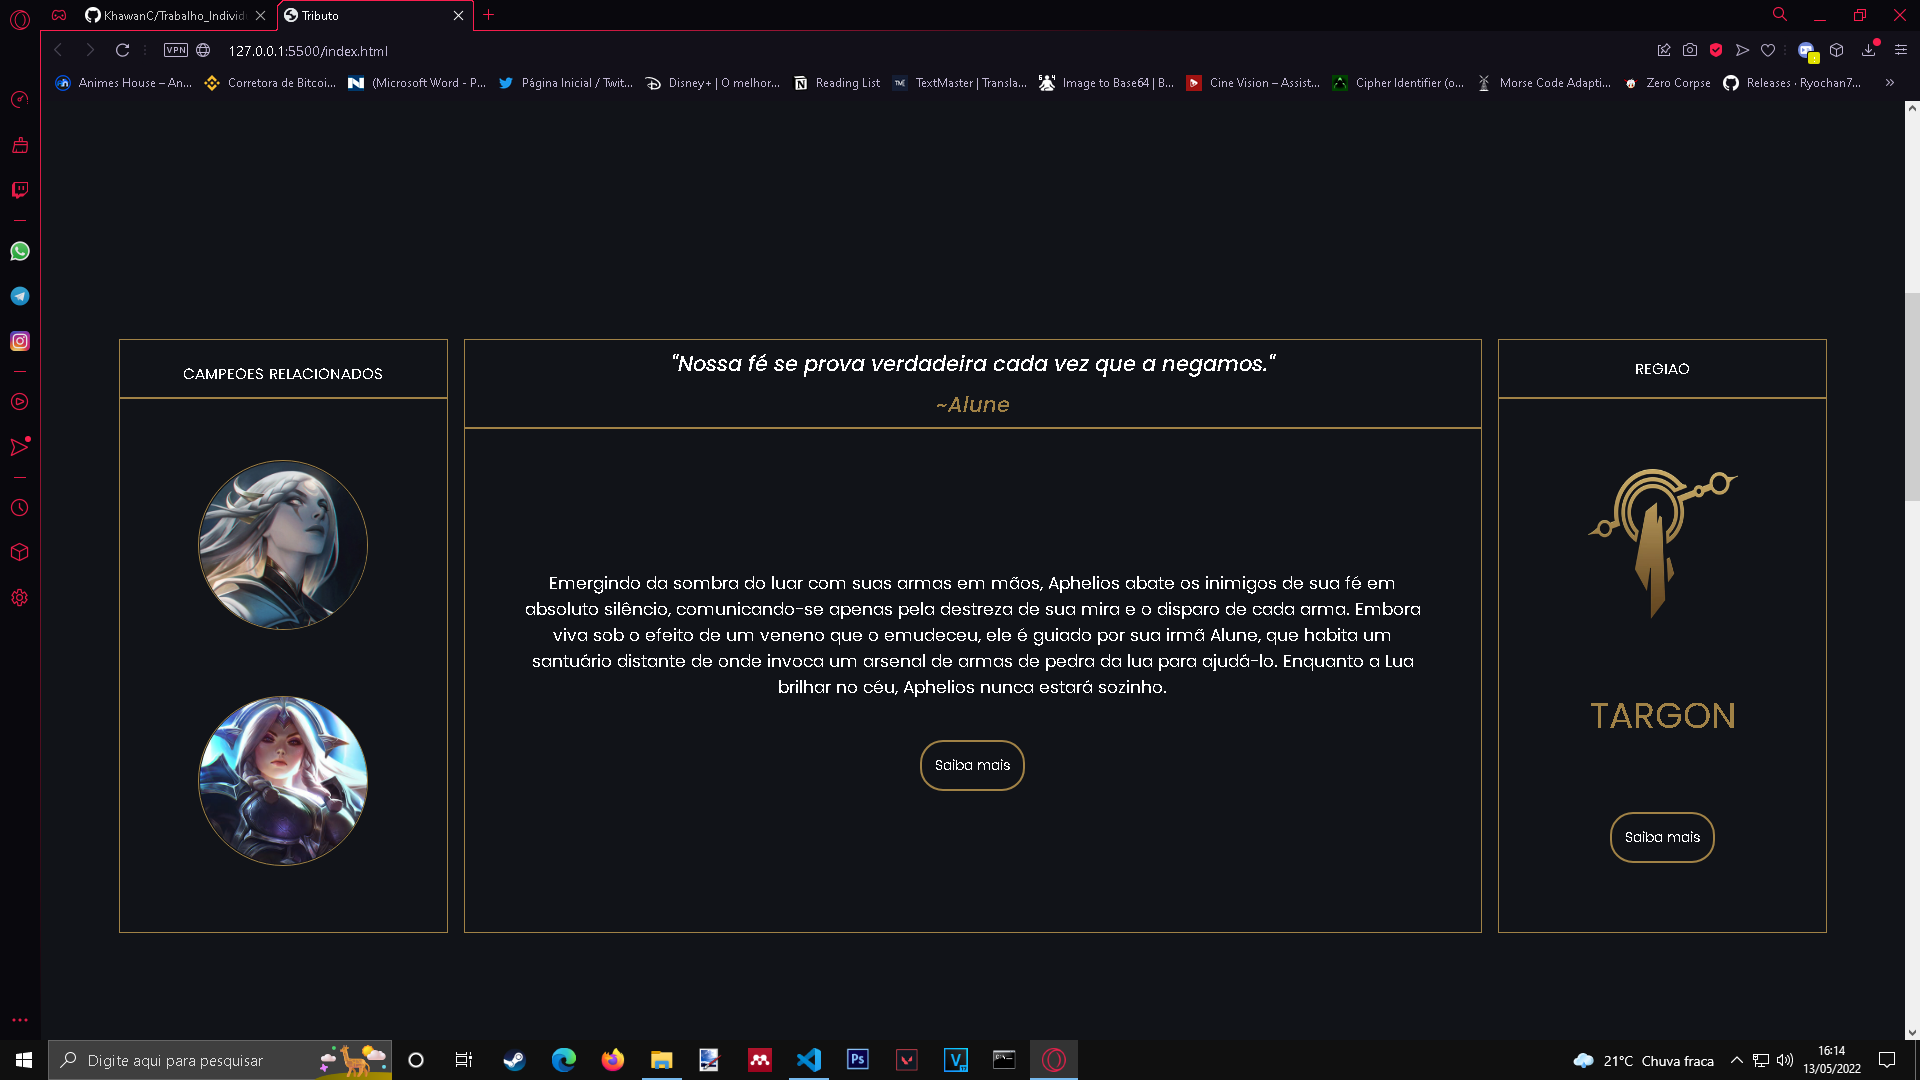 KhawanC/Trabalho_Individ
Tributo
VPN
127.0.0.1:5500/index.html
Animes House – An...
Corretora de Bitcoi...
(Microsoft Word - P...
Página Inicial / Twit...
Disney+ | O melhor...
Reading List
TextMaster | Transla...
Image to Base64 | B...
Cine Vision – Assist...
Cipher Identifier (o...
Morse Code Adapti...
Zero Corpse
Releases · Ryochan7...
CAMPEOES RELACIONADOS
"Nossa fé se prova verdadeira cada vez que a negamos."
~Alune
REGIAO
Emergindo da sombra do luar com suas armas em mãos, Aphelios abate os inimigos de sua fé em
absoluto silêncio, comunicando-se apenas pela destreza de sua mira e o disparo de cada arma. Embora
viva sob o efeito de um veneno que o emudeceu, ele é guiado por sua irmã Alune, que habita um
santuário distante de onde invoca um arsenal de armas de pedra da lua para ajudá-lo. Enquanto a Lua
brilhar no céu, Aphelios nunca estará sozinho.
Saiba mais
TARGON
Saiba mais
Digite aqui para pesquisar
Ps
21°C Chuva fraca
16:14
13/05/2022